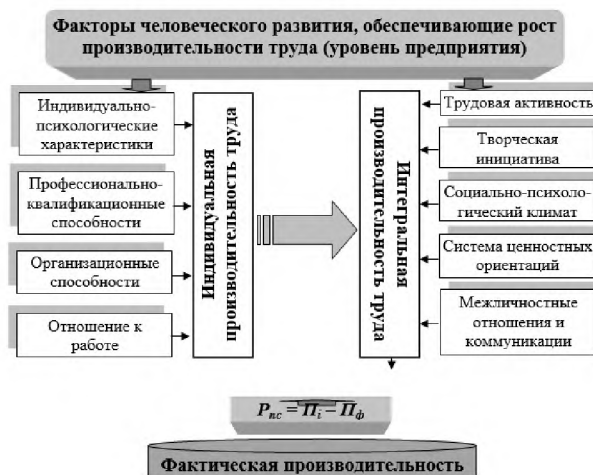 Факторы человеческого развития, обеспечивающие рост
производительности труда (уровень предприятия)
Индивидуально-
психологические
характеристики
Профессионально-
квалификационные
способности
Организационные
способности
Отношение к
работе
Индивидуальная
производительность труда
Интегральная
производительность труда
Трудовая активность
Творческая
инициатива
Социально-психоло-
гический климат
Система ценностных
ориентаций
Межличностные
отношения и
коммуникации
Pпс = Пi – Пф
Фактическая производительность